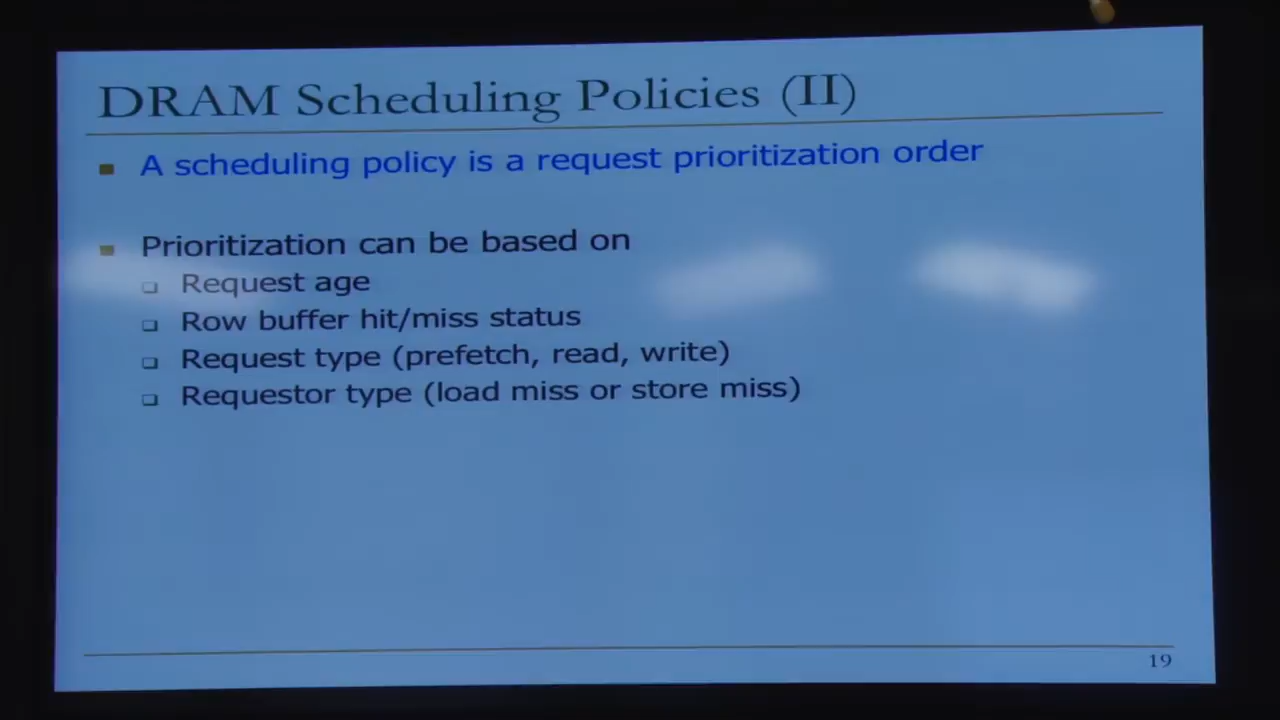 DRAM Scheduling Policies (II)
A scheduling policy is a request prioritization order
Prioritization can be based on
Request age
Row buffer hit/miss status
Request type (prefetch, read, write)
Requestor type (load miss or store miss)
19